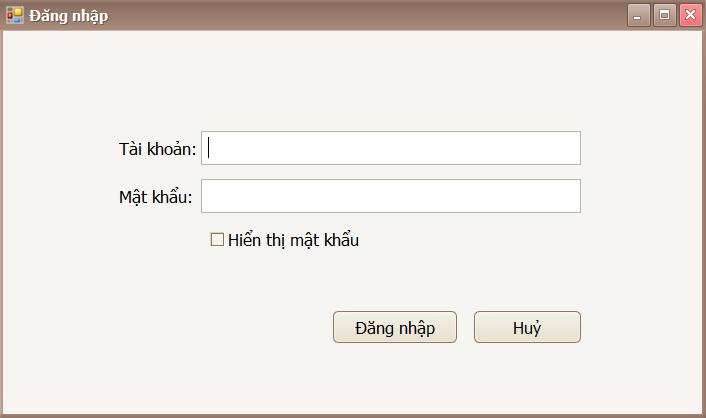 Đăng nhập
Tài khoản:
Mật khẩu:
Hiển thị mật khẩu
Đăng nhập Huỷ